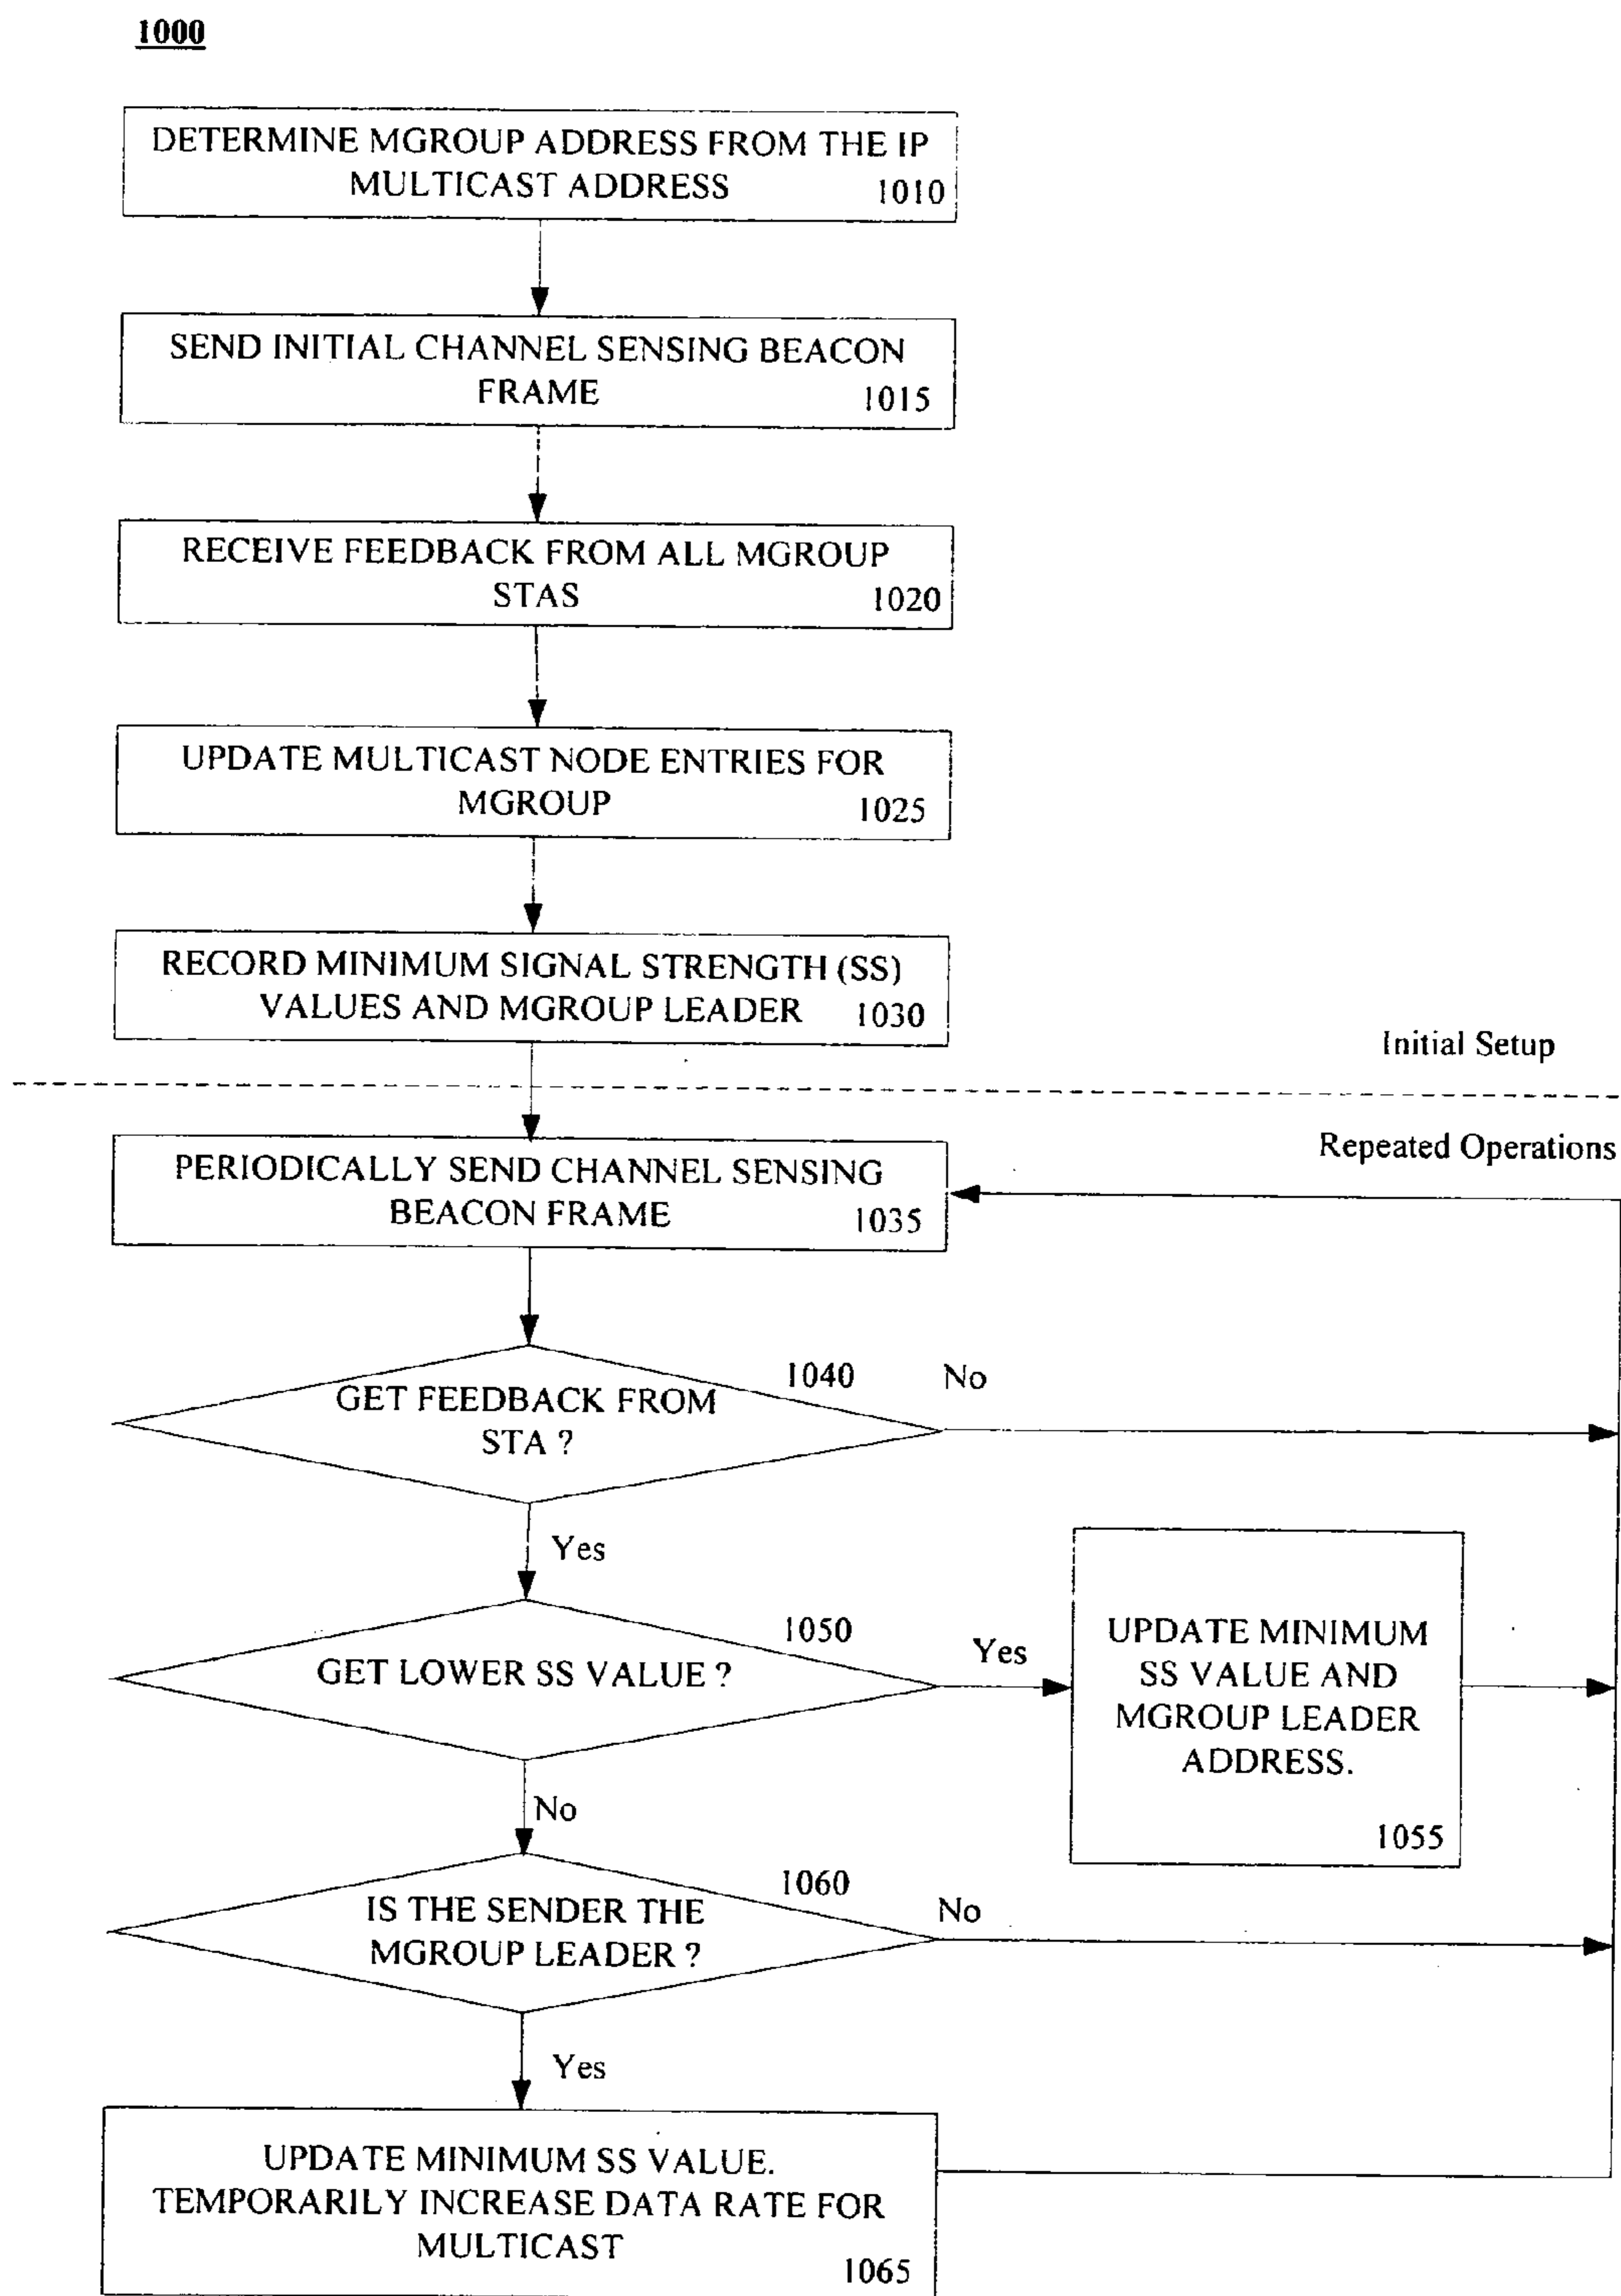 1000
DETERMINE MGROUP ADDRESS FROM THE IP
MULTICAST ADDRESS
1010
SEND INITIAL CHANNEL SENSING BEACON
FRAME
1015
RECEIVE FEEDBACK FROM ALL MGROUP
STAS
1020
UPDATE MULTICAST NODE ENTRIES FOR
MGROUP
1025
RECORD MINIMUM SIGNAL STRENGTH (SS)
VALUES AND MGROUP LEADER
1030
Initial Setup
Repeated Operations
PERIODICALLY SEND CHANNEL SENSING
BEACON FRAME
1035
1040
No
GET FEEDBACK FROM
STA ?
Yes
1050
Yes
GET LOWER SS VALUE ?
UPDATE MINIMUM
SS VALUE AND
MGROUP LEADER
ADDRESS.
1055
No
1060
No
IS THE SENDER THE
MGROUP LEADER ?
Yes
UPDATE MINIMUM SS VALUE.
TEMPORARILY INCREASE DATA RATE FOR
MULTICAST
1065